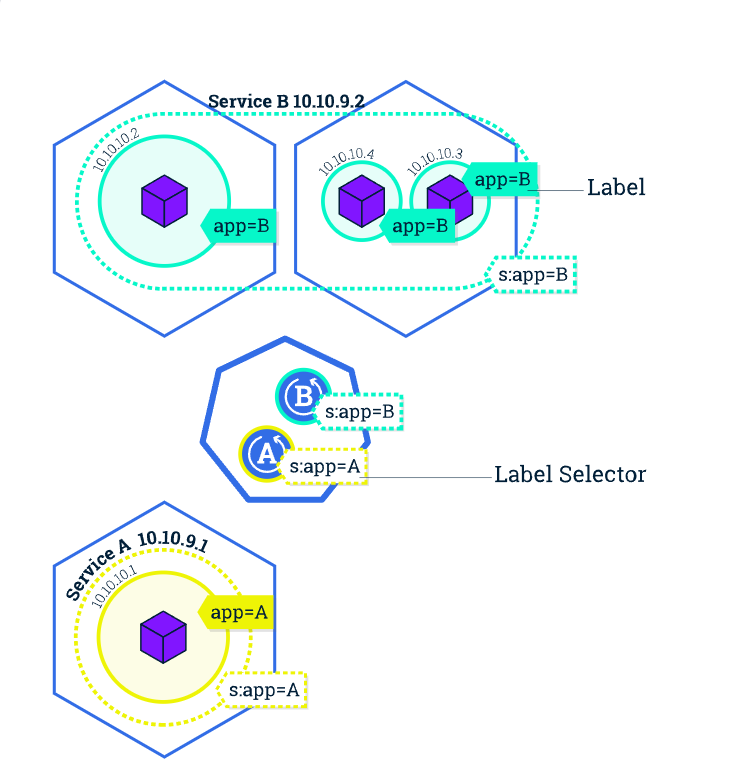 Service B 10.10.9.2
10.10.10.2
10.10.10.4
10.10.10.3
app=B
app=B
app=B
Label
s:app=B
B
s:app=B
A
s:app=A
Label Selector
Service A 10.10.9.1
10.10.10.1
app=A
s:app=A